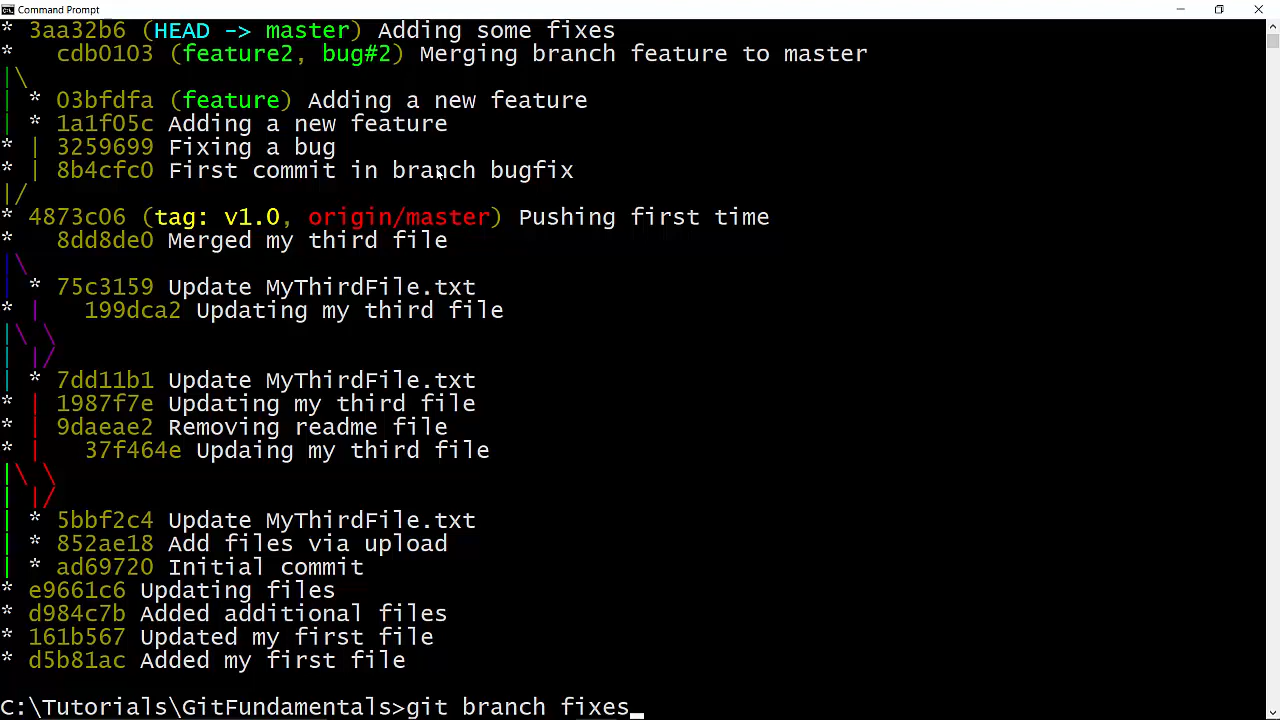 Command Prompt
* 3aa32b6 (HEAD -> master) Adding some fixes
*   cdb0103 (feature2, bug#2) Merging branch feature to master
|\
| * 03bfdfa (feature) Adding a new feature
| * 1a1f05c Adding a new feature
* | 3259699 Fixing a bug
* | 8b4cfc0 First commit in branch bugfix
|/
* 4873c06 (tag: v1.0, origin/master) Pushing first time
*   8dd8de0 Merged my third file
|\
| * 75c3159 Update MyThirdFile.txt
* |   199dca2 Updating my third file
|\ \
| |/
| * 7dd11b1 Update MyThirdFile.txt
* | 1987f7e Updating my third file
* | 9daeae2 Removing readme file
* |   37f464e Updaing my third file
|\ \
| |/
| * 5bbf2c4 Update MyThirdFile.txt
| * 852ae18 Add files via upload
| * ad69720 Initial commit
* e9661c6 Updating files
* d984c7b Added additional files
* 161b567 Updated my first file
* d5b81ac Added my first file
C:\Tutorials\GitFundamentals>git branch fixes_